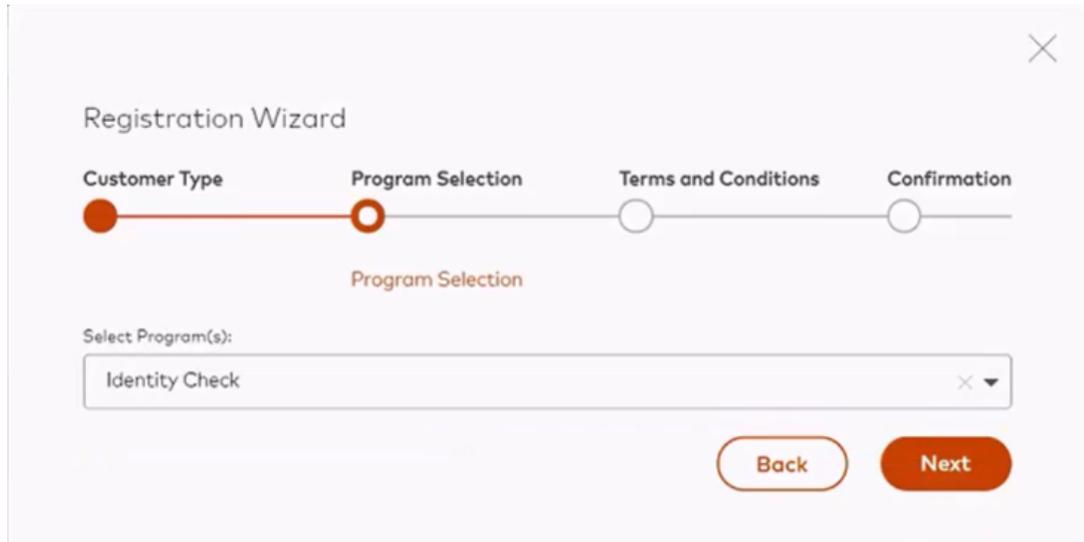 Registration Wizard
Customer Type Program Selection Terms and Conditions Confirmation
Program Selection
Select Program(s):
Identity Check
Back Next